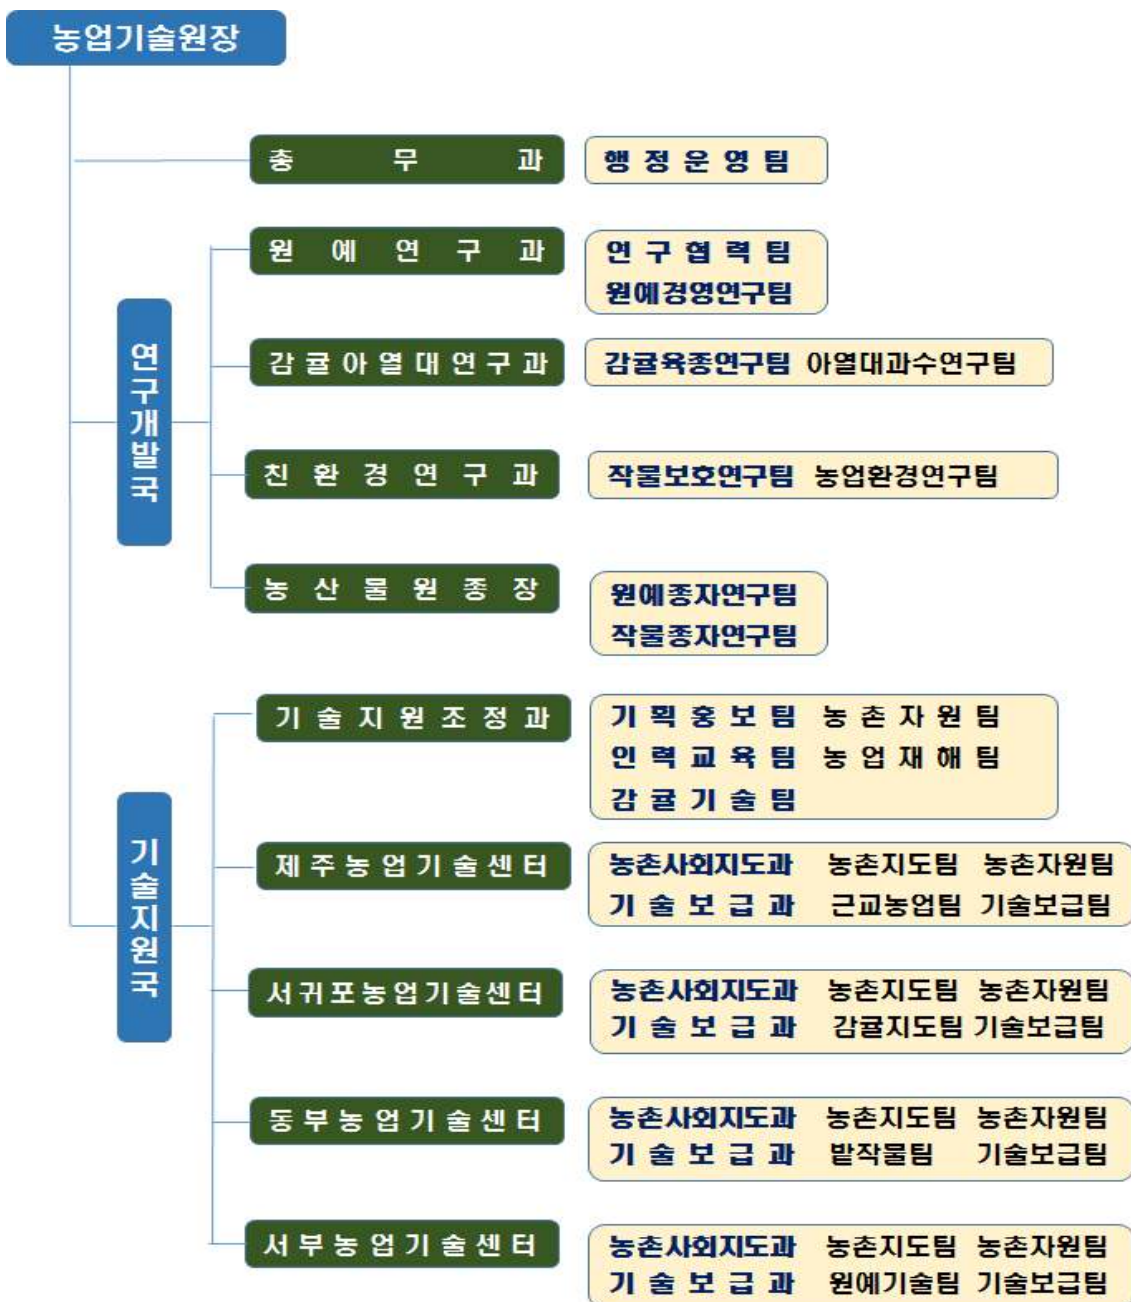 농업기술원장
총무과 행정운영팀
원예연구과 연구협력팀
원예경영연구팀
연구개발국
감귤아열대연구과 감귤육종연구팀 아열대과수연구팀
친환경연구과 작물보호연구팀 농업환경연구팀
농산물원종장 원예종자연구팀
작물종자연구팀
기술지원조정과 기획홍보팀 농촌자원팀
인력교육팀 농업재해팀
감귤기술팀
기술지원국
제주농업기술센터 농촌사회지도과 농촌지도팀 농촌자원팀
기술보급과 근교농업팀 기술보급팀
서귀포농업기술센터 농촌사회지도과 농촌지도팀 농촌자원팀
기술보급과 감귤지도팀 기술보급팀
동부농업기술센터 농촌사회지도과 농촌지도팀 농촌자원팀
기술보급과 밭작물팀 기술보급팀
서부농업기술센터 농촌사회지도과 농촌지도팀 농촌자원팀
기술보급과 원예기술팀 기술보급팀